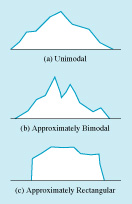 (a) Unimodal
(b) Approximately Bimodal
(c) Approximately Rectangular